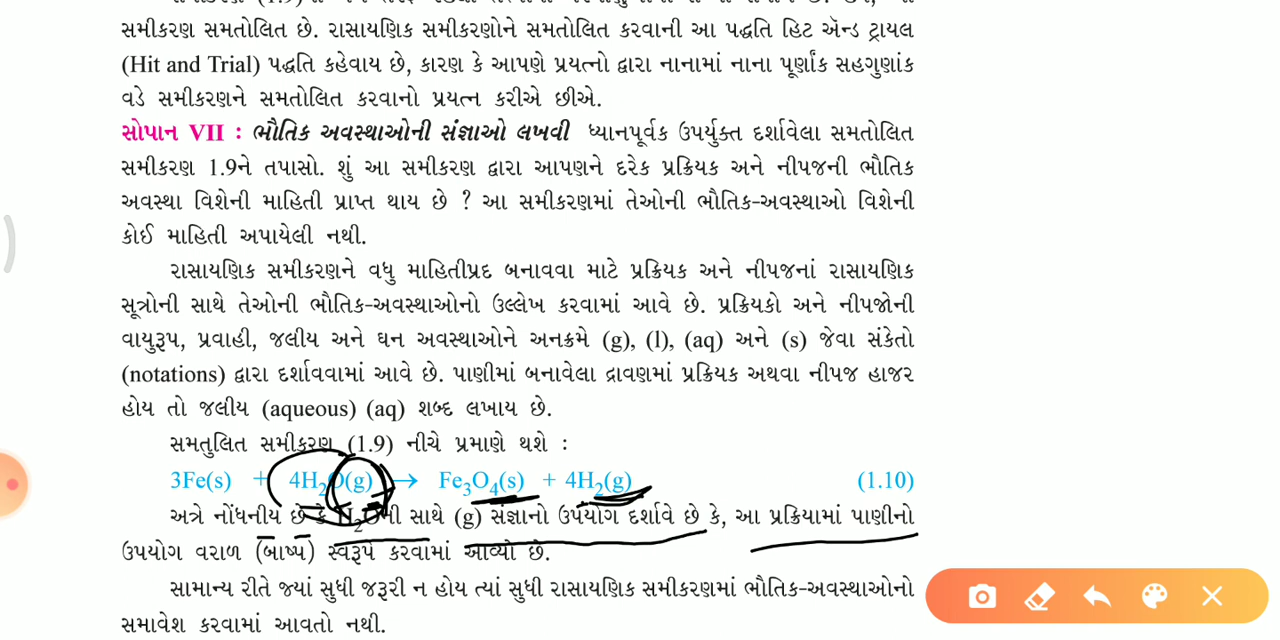 સમીકરણ સમતોલિત છે. રાસાયણિક સમીકરણોને સમતોલિત કરવાની આ પદ્ધતિ હિટ ઍન્ડ ટ્રાયલ
(Hit and Trial) પદ્ધતિ કહેવાય છે, કારણ કે આપણે પ્રયત્નો દ્વારા નાનામાં નાના પૂર્ણાંક સહગુણાંક
વડે સમીકરણને સમતોલિત કરવાનો પ્રયત્ન કરીએ છીએ.
સોપાન VII : ભૌતિક અવસ્થાઓની સંજ્ઞાઓ લખવી ધ્યાનપૂર્વક ઉપર્યુક્ત દર્શાવેલા સમતોલિત
સમીકરણ 1.9ને તપાસો. શું આ સમીકરણ દ્વારા આપણને દરેક પ્રક્રિયક અને નીપજની ભૌતિક
અવસ્થા વિશેની માહિતી પ્રાપ્ત થાય છે ? આ સમીકરણમાં તેઓની ભૌતિક-અવસ્થાઓ વિશેની
કોઈ માહિતી અપાયેલી નથી.
રાસાયણિક સમીકરણને વધુ માહિતીપ્રદ બનાવવા માટે પ્રક્રિયક અને નીપજનાં રાસાયણિક
સૂત્રોની સાથે તેઓની ભૌતિક-અવસ્થાઓનો ઉલ્લેખ કરવામાં આવે છે. પ્રક્રિયકો અને નીપજોની
વાયુરૂપ, પ્રવાહી, જલીય અને ઘન અવસ્થાઓને અનક્રમે (g), (l), (aq) અને (s) જેવા સંકેતો
(notations) દ્વારા દર્શાવવામાં આવે છે. પાણીમાં બનાવેલા દ્રાવણમાં પ્રક્રિયક અથવા નીપજ હાજર
હોય તો જલીય (aqueous) (aq) શબ્દ લખાય છે.
સમતુલિત સમીકરણ (1.9) નીચે પ્રમાણે થશે :
3Fe(s) + 4H₂O(g) → Fe₃O₄(s) + 4H₂(g) (1.10)
અત્રે નોંધનીય છે કે H₂Oની સાથે (g) સંજ્ઞાનો ઉપયોગ દર્શાવે છે કે, આ પ્રક્રિયામાં પાણીનો
ઉપયોગ વરાળ (બાષ્પ) સ્વરૂપે કરવામાં આવ્યો છે.
સામાન્ય રીતે જ્યાં સુધી જરૂરી ન હોય ત્યાં સુધી રાસાયણિક સમીકરણમાં ભૌતિક-અવસ્થાઓનો
સમાવેશ કરવામાં આવતો નથી.